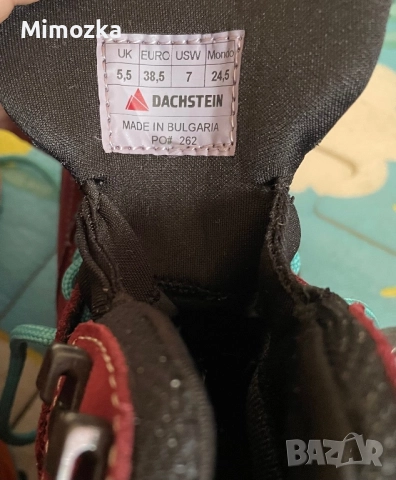 Mimozka
UK EURO USW Mondo
5,5 38,5 7 24,5
DACHSTEIN
MADE IN BULGARIA
PO# 262
BAZAR